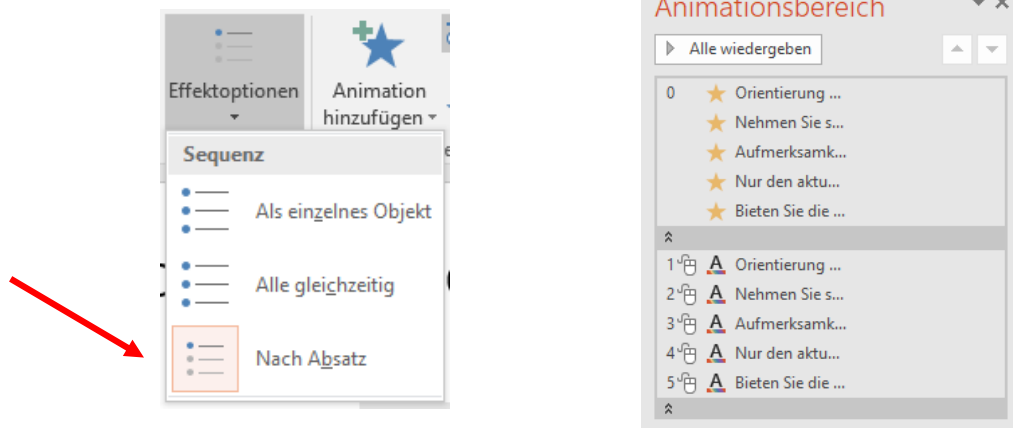 Effektoptionen
Animation
hinzufügen
Sequenz
Als einzelnes Objekt
Alle gleichzeitig
Nach Absatz
Animationsbereich
Alle wiedergeben
0 Orientierung ...
Nehmen Sie s...
Aufmerksamk...
Nur den aktu...
Bieten Sie die ...
1 A Orientierung ...
2 A Nehmen Sie s...
3 A Aufmerksamk...
4 A Nur den aktu...
5 A Bieten Sie die ...